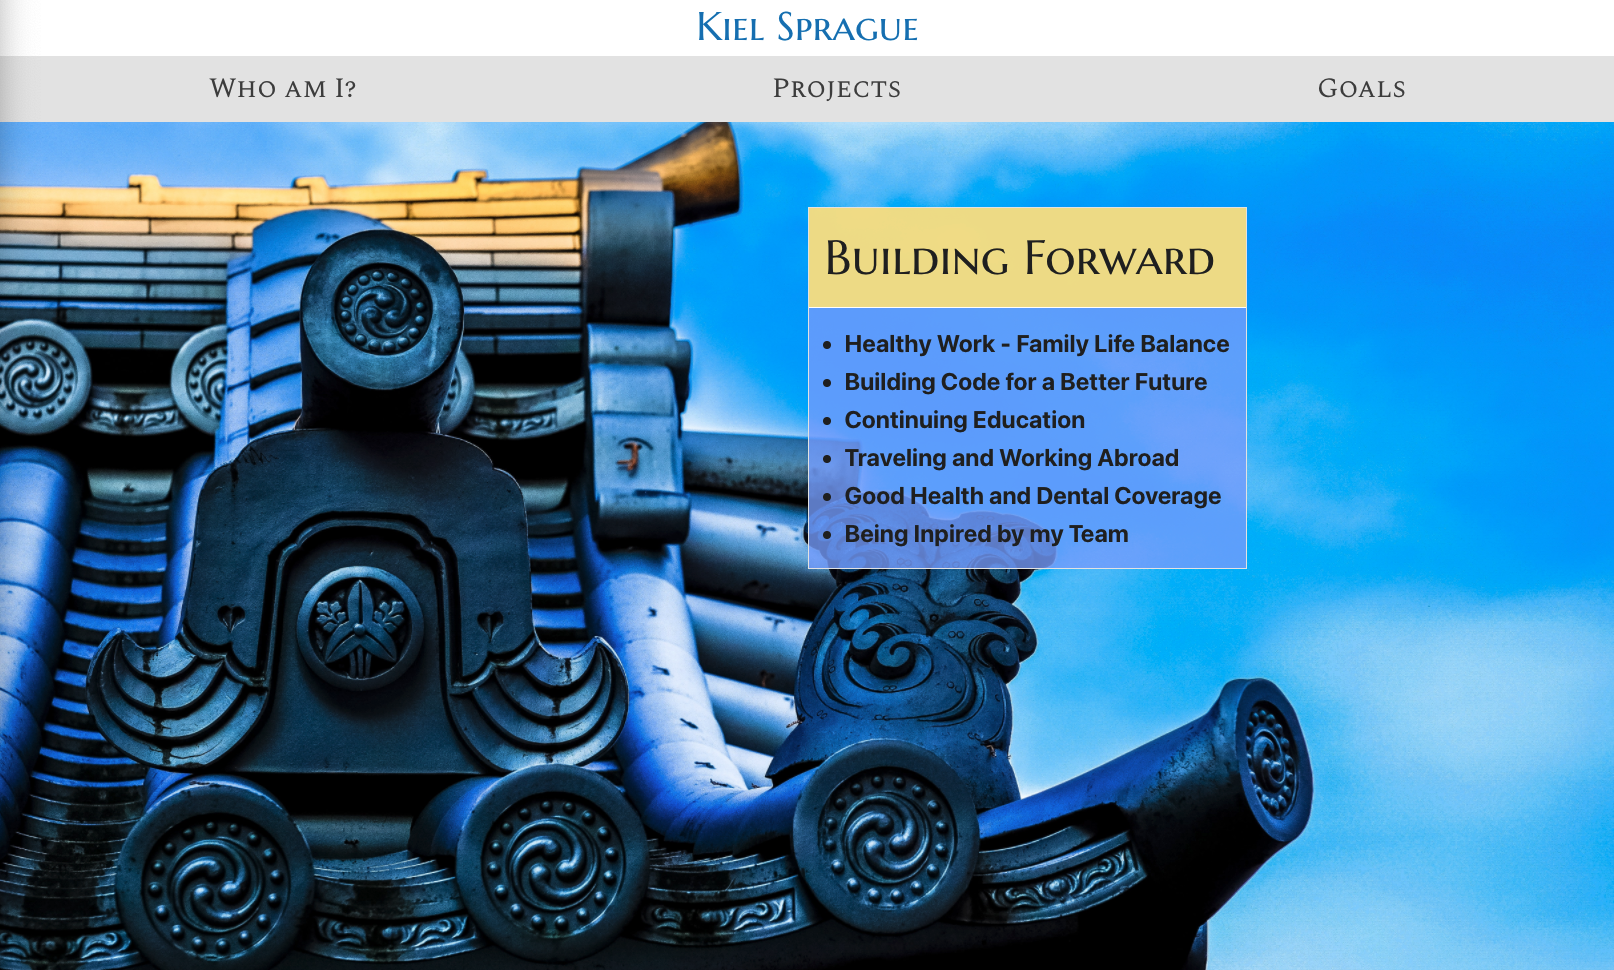 Kiel Sprague
Who am I?
Projects
Goals
Building Forward
Healthy Work - Family Life Balance
Building Code for a Better Future
Continuing Education
Traveling and Working Abroad
Good Health and Dental Coverage
Being Inpired by my Team